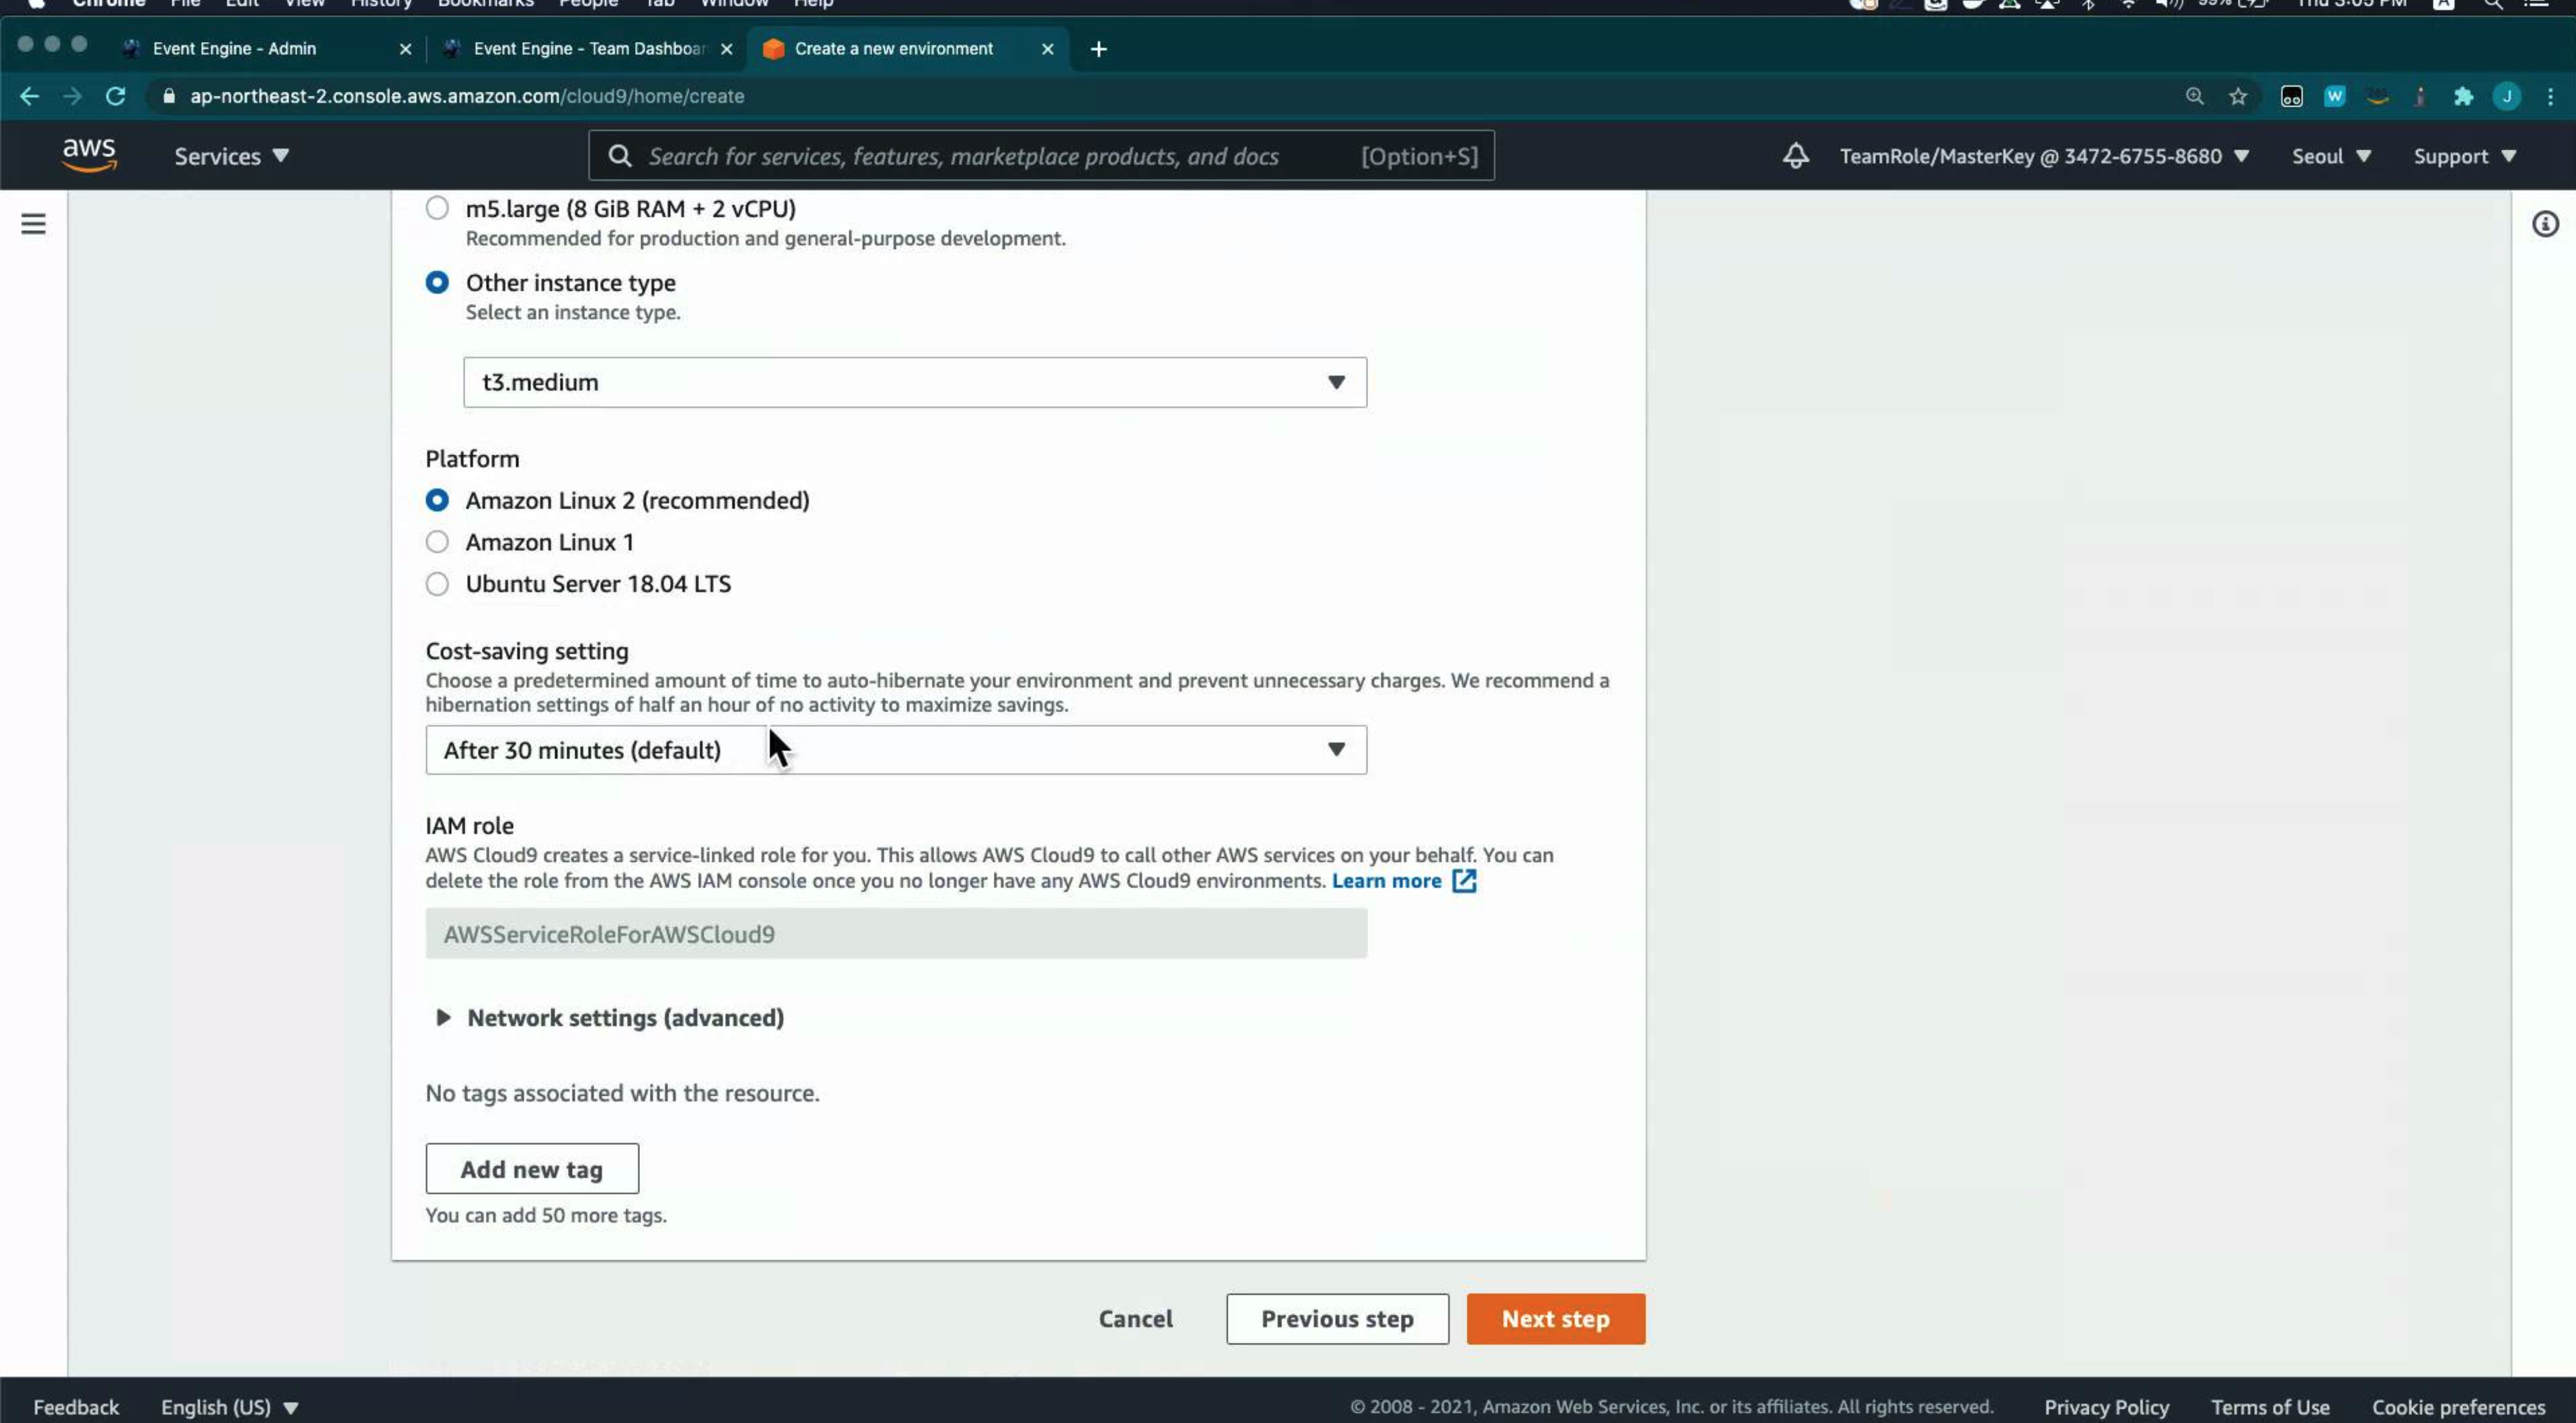 Chrome File Edit View History Bookmarks People Tab Window Help 99% Thu 3:05 PM A
Event Engine - Admin
Event Engine - Team Dashboar
Create a new environment
ap-northeast-2.console.aws.amazon.com/cloud9/home/create
W
J
aws
Services
Search for services, features, marketplace products, and docs
[Option+S]
TeamRole/MasterKey @ 3472-6755-8680
Seoul
Support
m5.large (8 GiB RAM + 2 vCPU)
Recommended for production and general-purpose development.
Other instance type
Select an instance type.
t3.medium
Platform
Amazon Linux 2 (recommended)
Amazon Linux 1
Ubuntu Server 18.04 LTS
Cost-saving setting
Choose a predetermined amount of time to auto-hibernate your environment and prevent unnecessary charges. We recommend a
hibernation settings of half an hour of no activity to maximize savings.
After 30 minutes (default)
IAM role
AWS Cloud9 creates a service-linked role for you. This allows AWS Cloud9 to call other AWS services on your behalf. You can
delete the role from the AWS IAM console once you no longer have any AWS Cloud9 environments. Learn more
AWSServiceRoleForAWSCloud9
Network settings (advanced)
No tags associated with the resource.
Add new tag
You can add 50 more tags.
Cancel
Previous step
Next step
Feedback
English (US)
© 2008 - 2021, Amazon Web Services, Inc. or its affiliates. All rights reserved.
Privacy Policy
Terms of Use
Cookie preferences